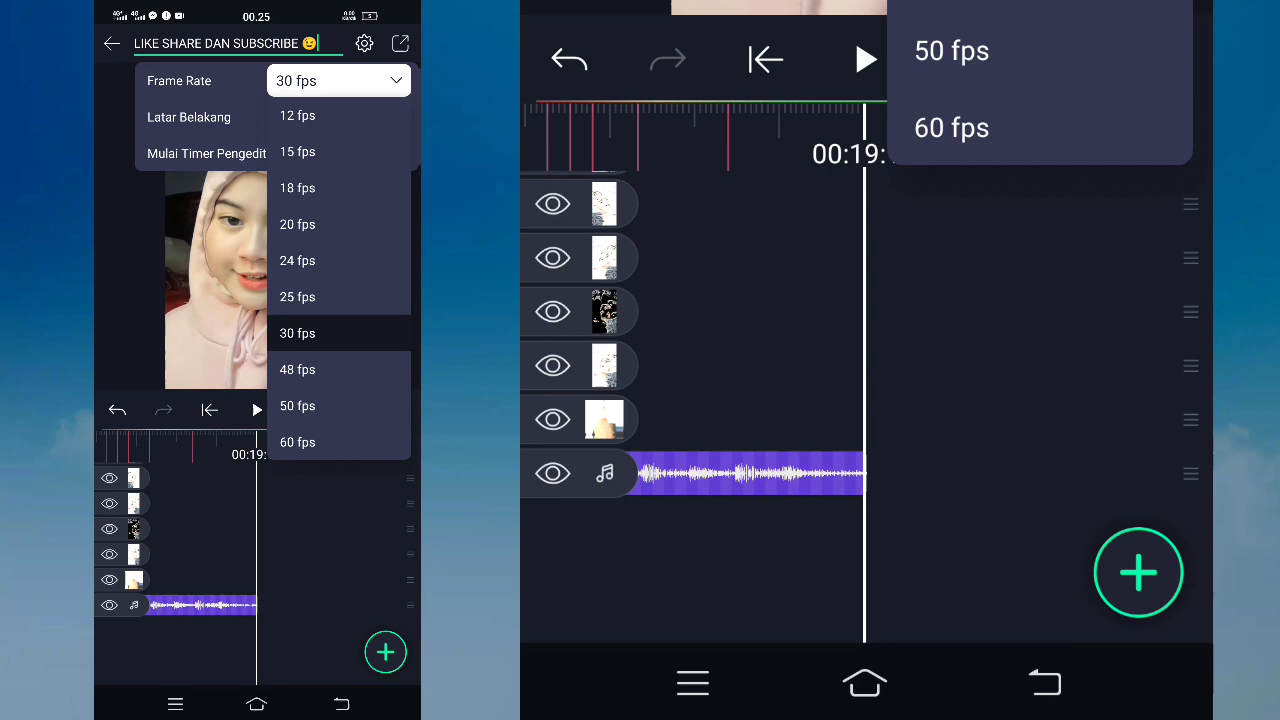 00.25
LIKE SHARE DAN SUBSCRIBE 😉
Frame Rate
30 fps
Latar Belakang
Mulai Timer Pengedit
12 fps
15 fps
18 fps
20 fps
24 fps
25 fps
30 fps
48 fps
50 fps
60 fps
00:19:
50 fps
60 fps
00:19: